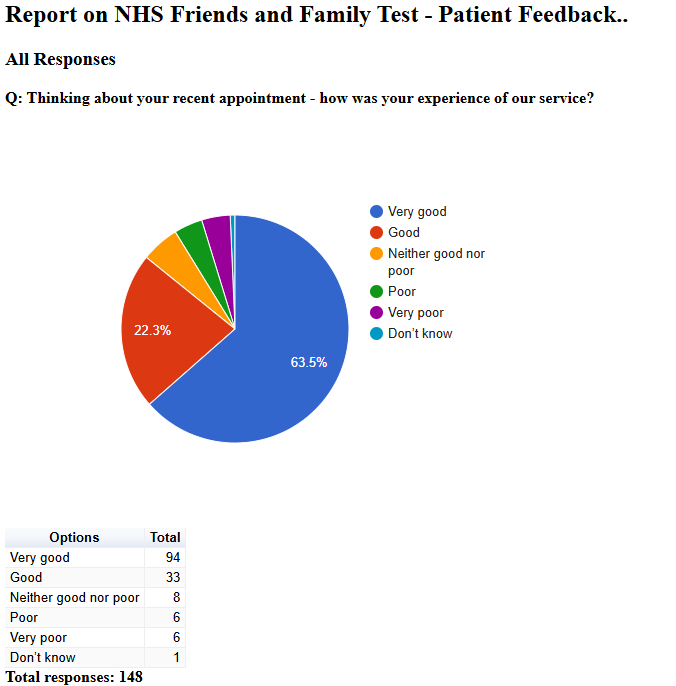 Report on NHS Friends and Family Test - Patient Feedback..
All Responses
Q: Thinking about your recent appointment - how was your experience of our service?
Very good
Good
Neither good nor
poor
Poor
Very poor
Don’t know
22.3%
63.5%
Options Total
Very good 94
Good 33
Neither good nor poor 8
Poor 6
Very poor 6
Don’t know 1
Total responses: 148